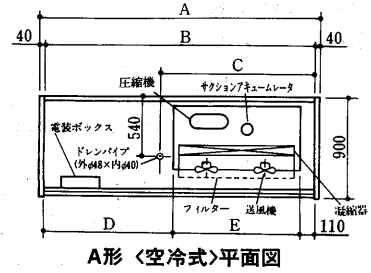 A
40
B
40
C
圧縮機
サクションアキュームレータ
540
電装ボックス
ドレンパイプ
(外φ48×内φ40)
900
フィルター
送風機
凝縮器
D
E
110
A形〈空冷式〉平面図